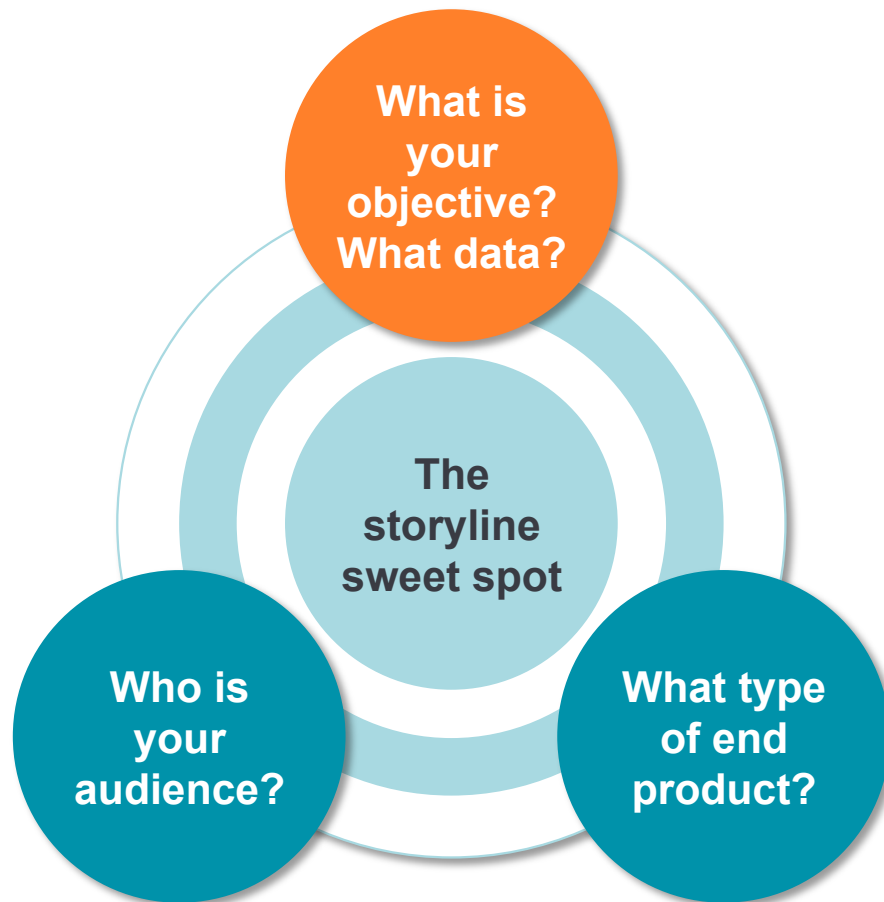 What is
your
objective?
What data?
The
storyline
sweet spot
Who is
your
audience?
What type
of end
product?